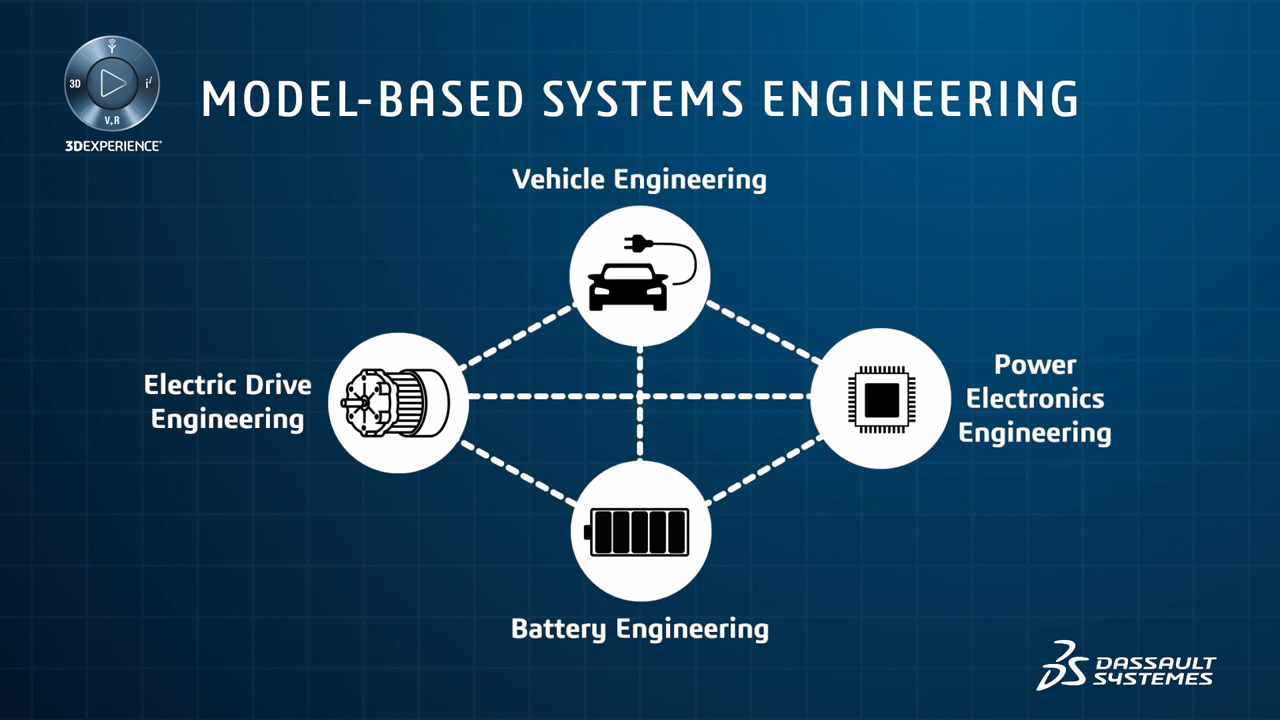 3D
V,R
3DEXPERIENCE
MODEL-BASED SYSTEMS ENGINEERING
Vehicle Engineering
Electric Drive
Engineering
Power
Electronics
Engineering
Battery Engineering
DASSAULT
SYSTEMES